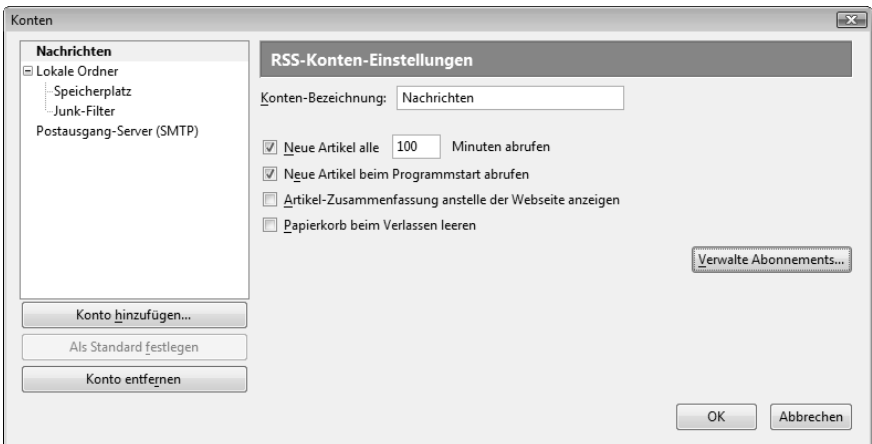 Konten
Nachrichten
Lokale Ordner
Speicherplatz
Junk-Filter
Postausgang-Server (SMTP)
Konto hinzufügen...
Als Standard festlegen
Konto entfernen
RSS-Konten-Einstellungen
Konten-Bezeichnung: Nachrichten
Neue Artikel alle 100 Minuten abrufen
Neue Artikel beim Programmstart abrufen
Artikel-Zusammenfassung anstelle der Webseite anzeigen
Papierkorb beim Verlassen leeren
Verwalte Abonnements...
OK Abbrechen